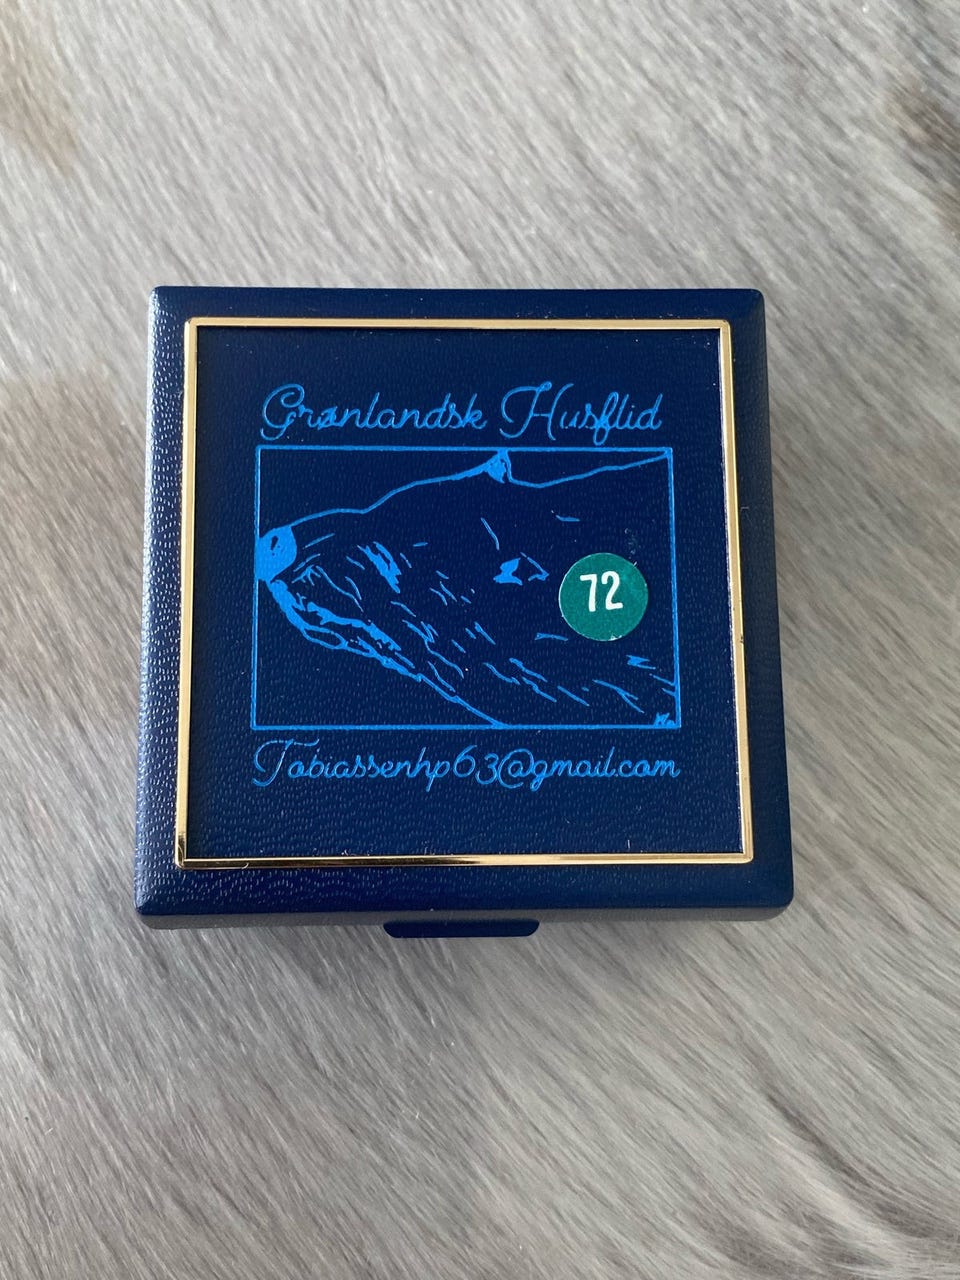 Grønlandsk Husflid
72
Tobiassenhp63@gmail.com